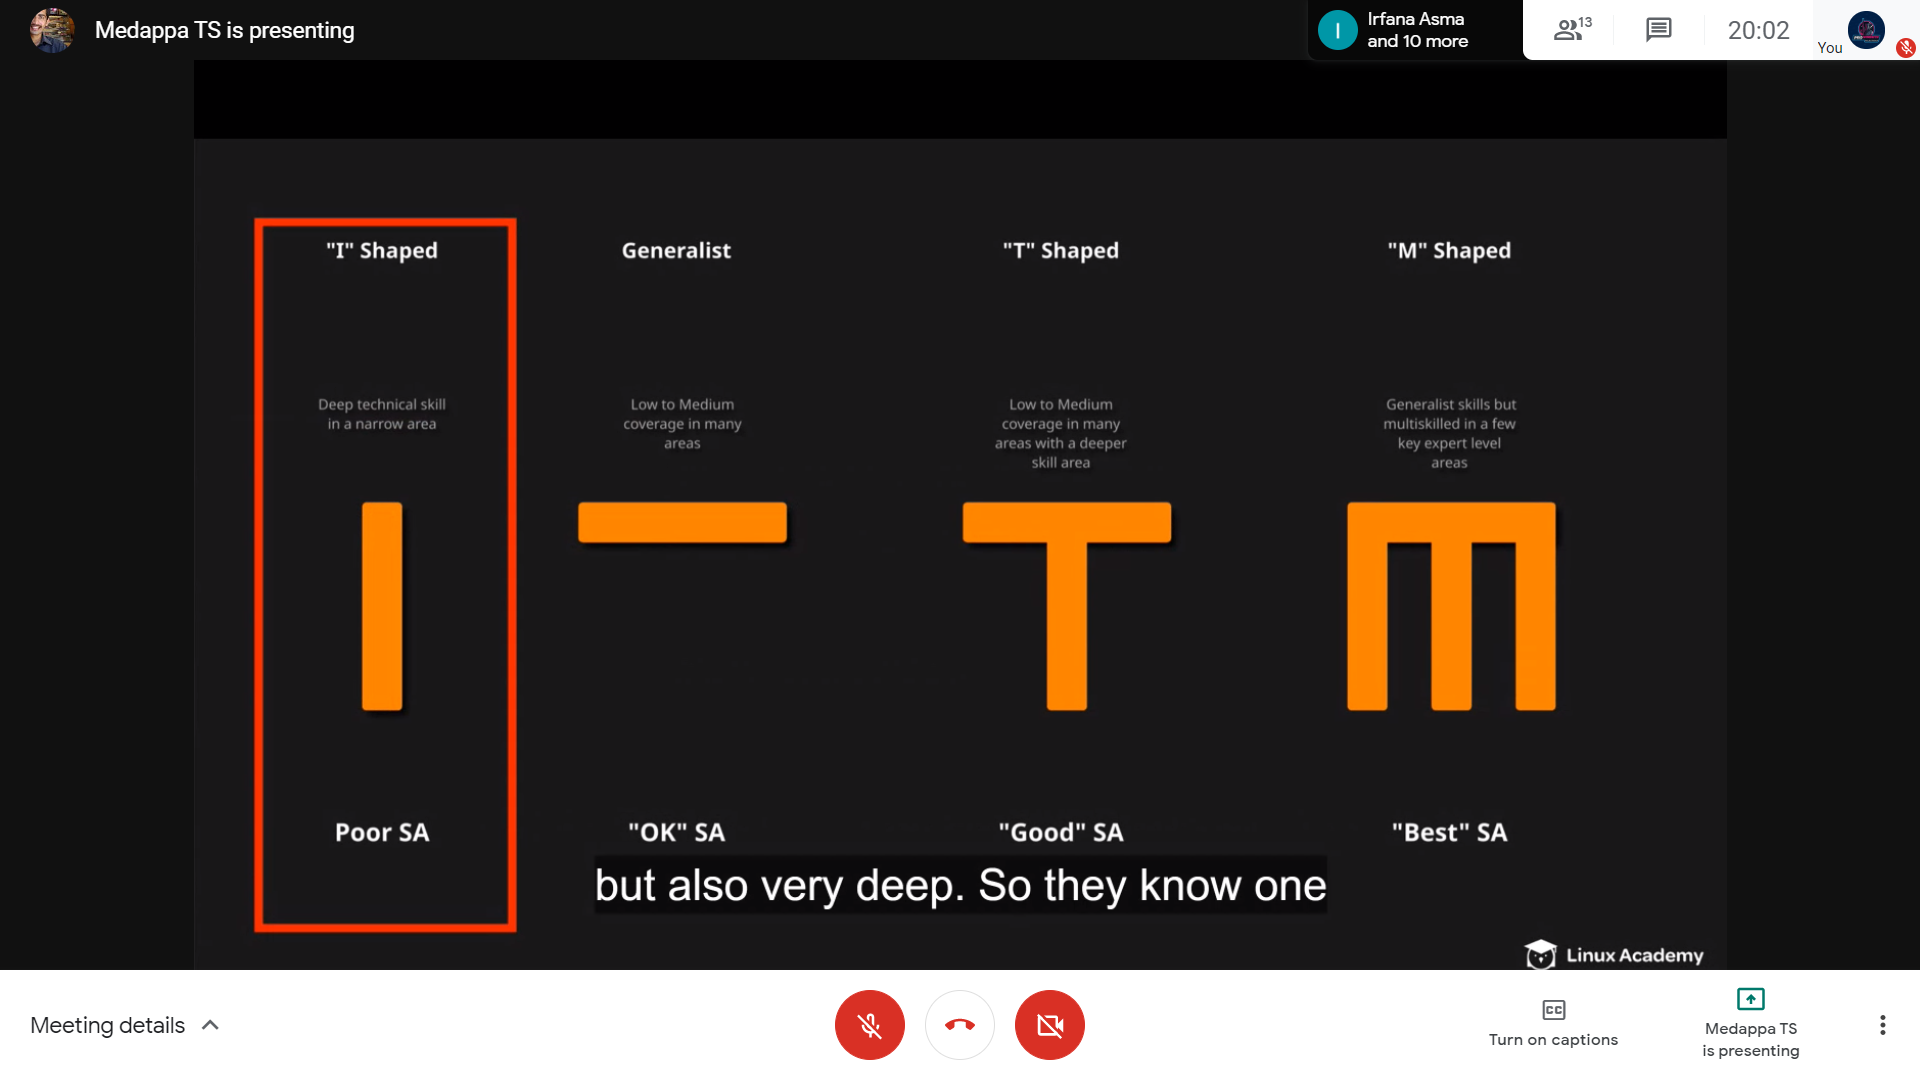 Medappa TS is presenting
I
Irfana Asma
and 10 more
13
20:02
You
"I" Shaped
Generalist
"T" Shaped
"M" Shaped
Deep technical skill
in a narrow area
Low to Medium
coverage in many
areas
Low to Medium
coverage in many
areas with a deeper
skill area
Generalist skills but
multiskilled in a few
key expert level
areas
Poor SA
"OK" SA
"Good" SA
"Best" SA
but also very deep. So they know one
Linux Academy
Meeting details
CC
Turn on captions
Medappa TS
is presenting